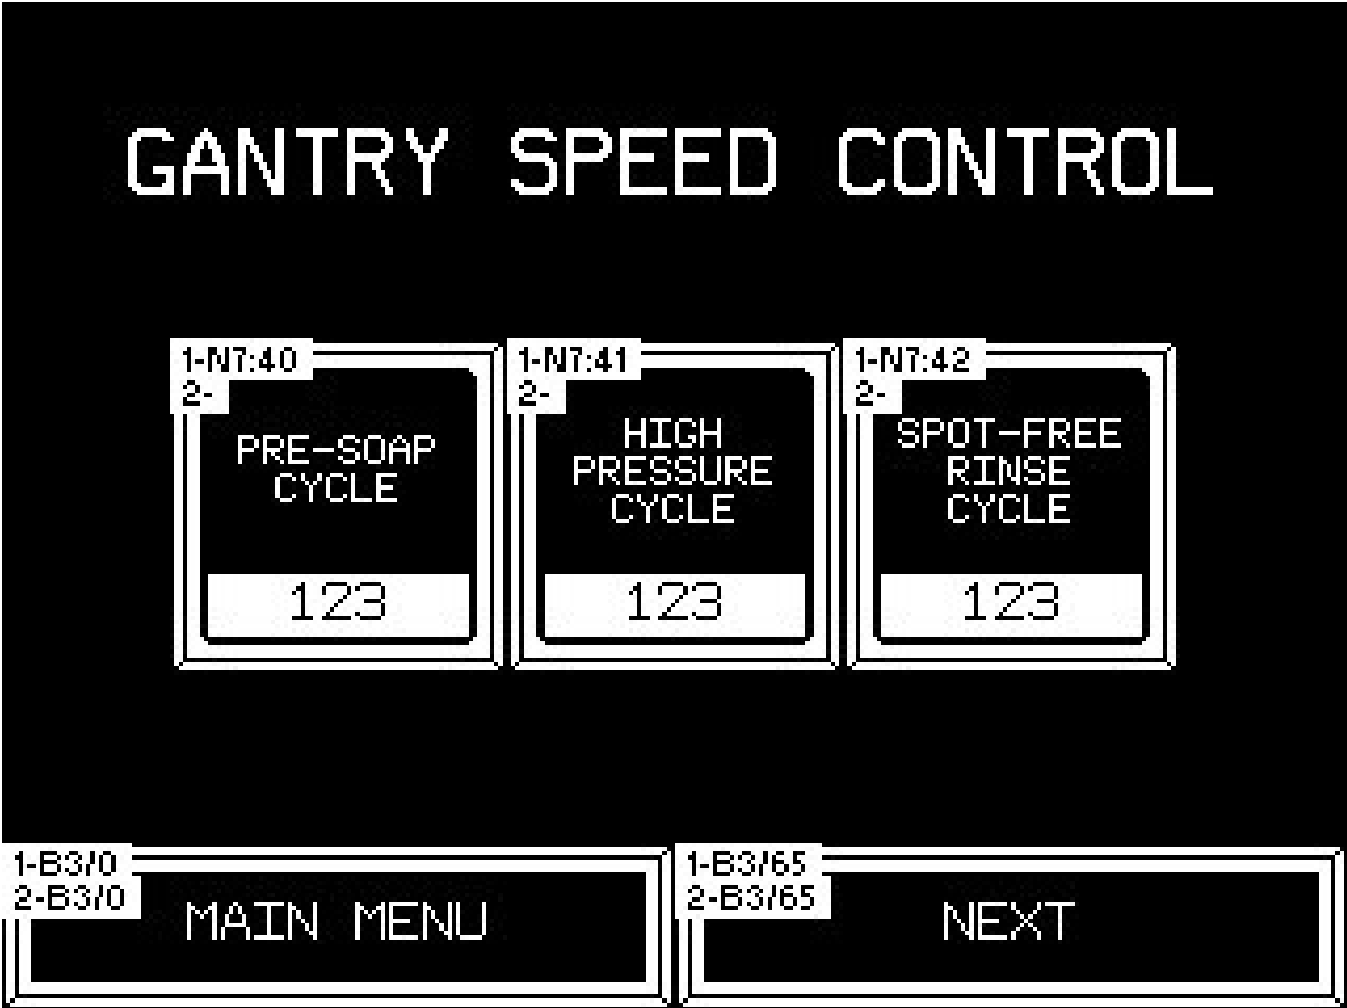 GANTRY SPEED CONTROL
1-N7:40
2-
PRE-SOAP
CYCLE
123
1-N7:41
2-
HIGH
PRESSURE
CYCLE
123
1-N7:42
2-
SPOT-FREE
RINSE
CYCLE
123
1-B3/0
2-B3/0
MAIN MENU
1-B3/65
2-B3/65
NEXT